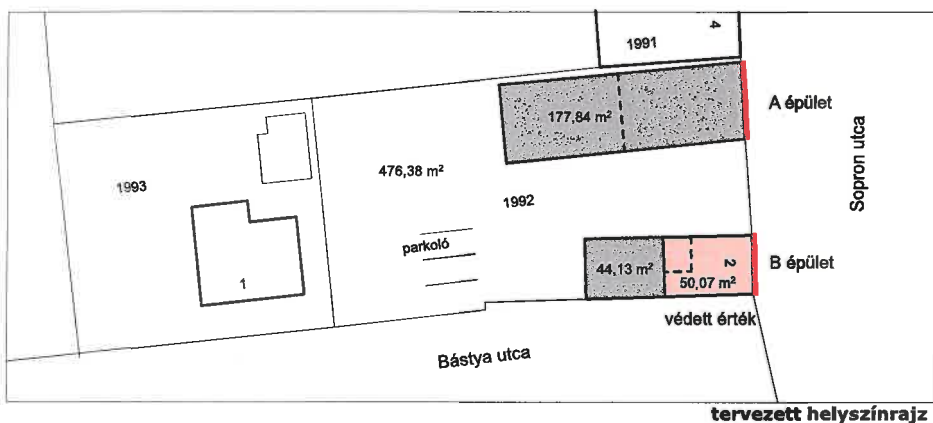 4
1991
A épület
177,84 m²
Sopron utca
476,38 m²
1993
1992
parkoló
B épület
44,13 m²
2
50,07 m²
1
védett érték
Bástya utca
tervezett helyszínrajz